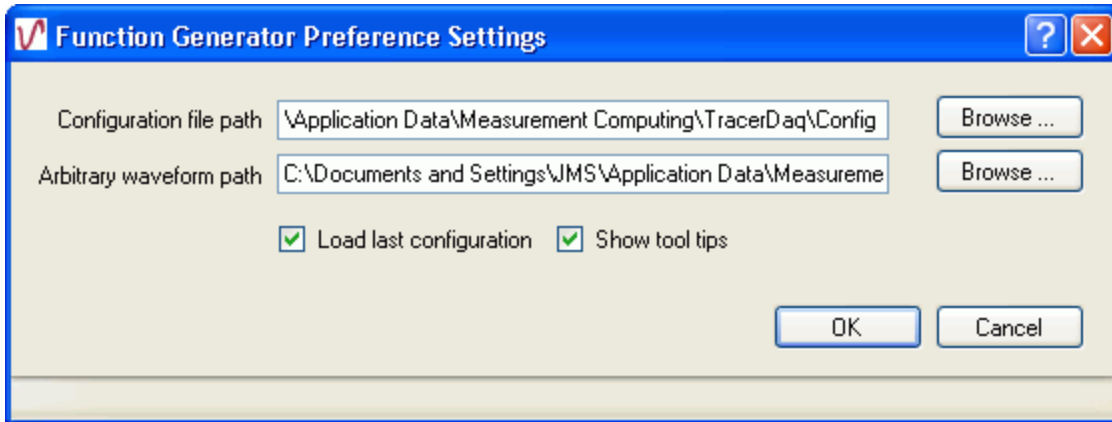 Function Generator Preference Settings
Configuration file path \Application Data\Measurement Computing\TracerDaq\Config Browse ...
Arbitrary waveform path C:\Documents and Settings\JMS\Application Data\Measureme Browse ...
Load last configuration Show tool tips
OK Cancel